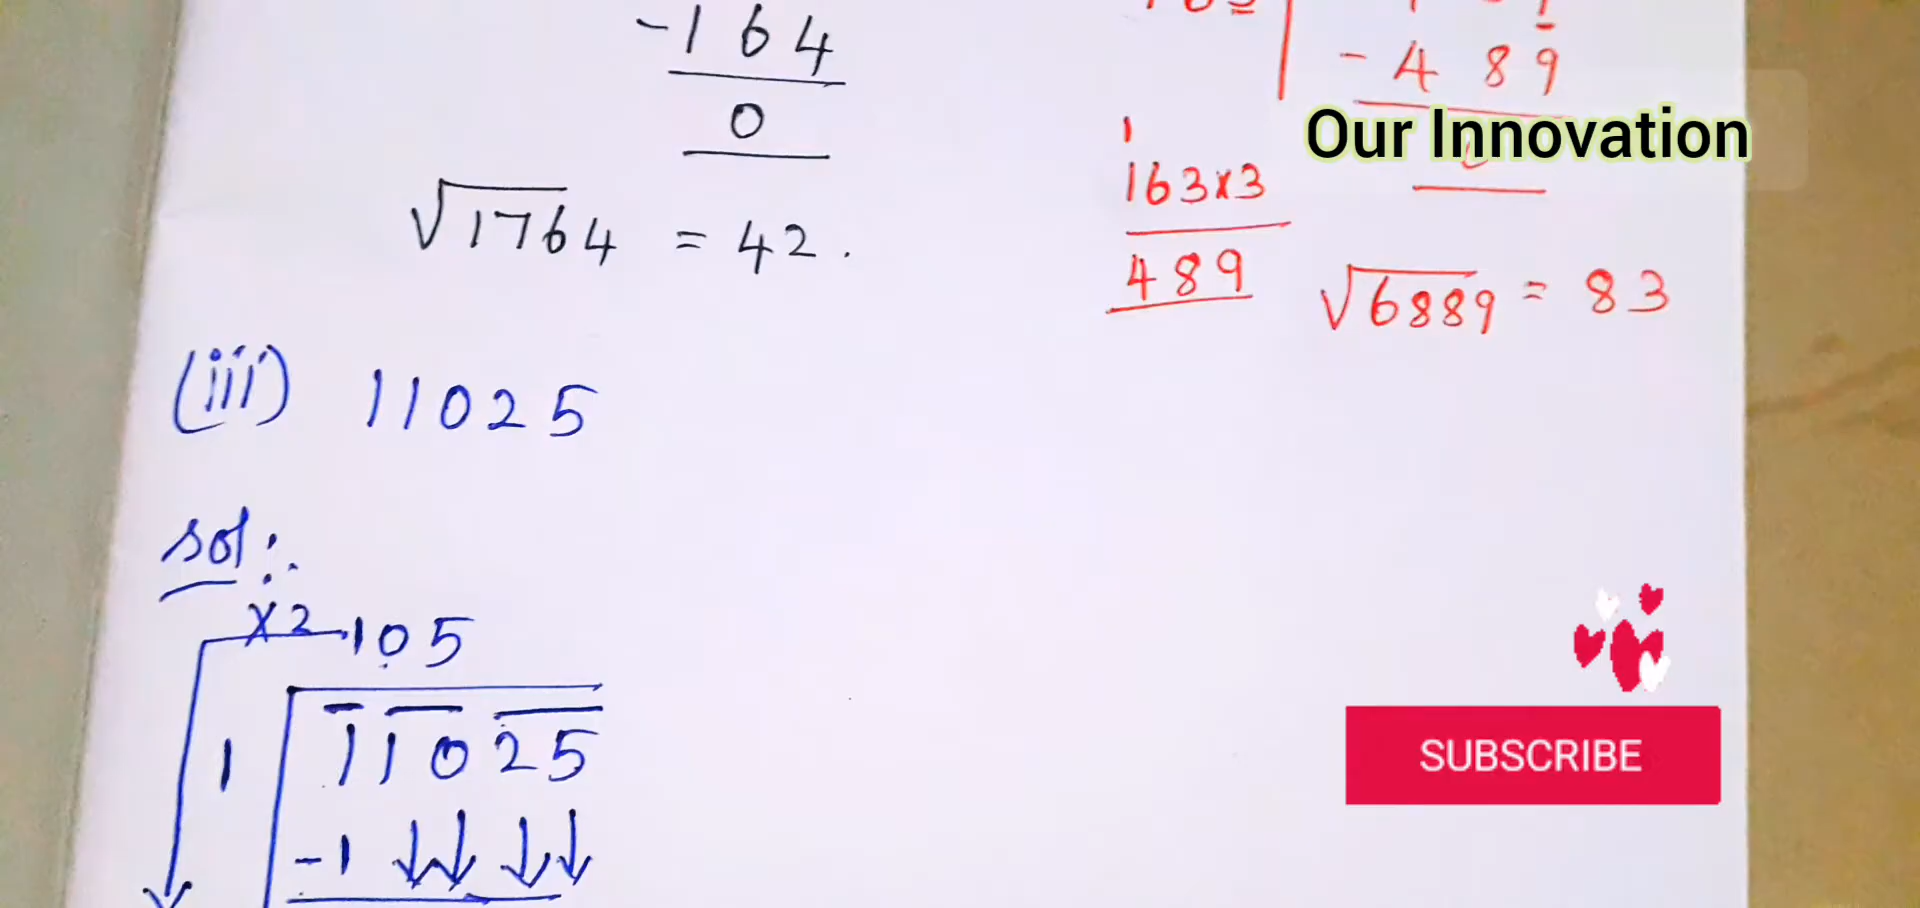 -164
0
√1764 = 42.
-489
Our Innovation
1
163x3
489
√6889 = 83
(iii) 11025
Sol:-
x2 105
1 11025
-1
SUBSCRIBE